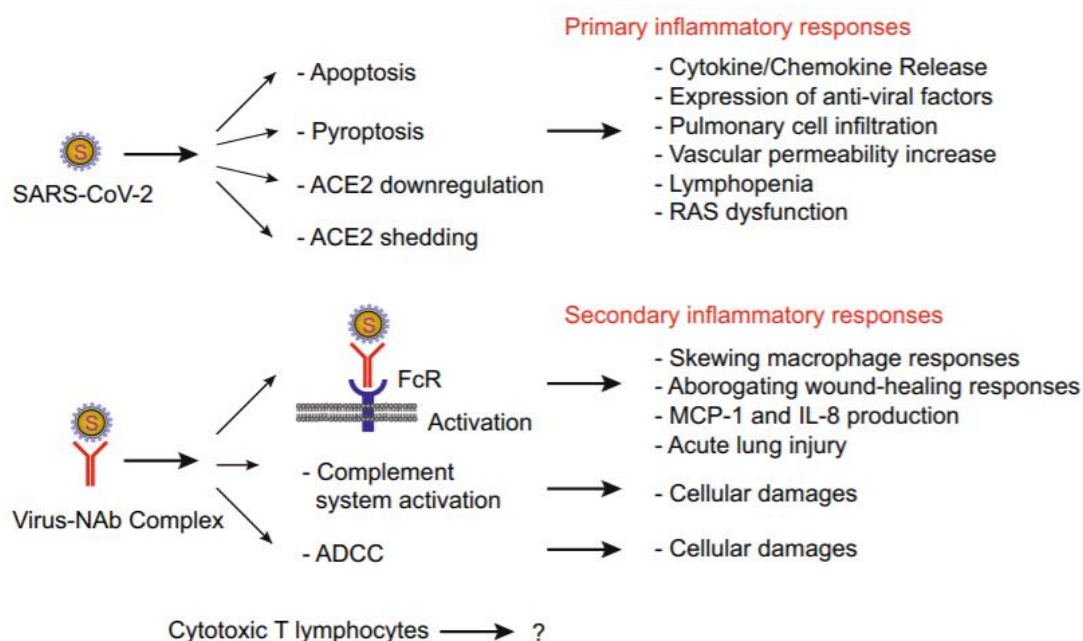 Primary inflammatory responses
- Apoptosis
- Pyroptosis
- ACE2 downregulation
- ACE2 shedding
S
SARS-CoV-2
- Cytokine/Chemokine Release
- Expression of anti-viral factors
- Pulmonary cell infiltration
- Vascular permeability increase
- Lymphopenia
- RAS dysfunction
Secondary inflammatory responses
S
FcR
Activation
S
Virus-NAb Complex
- Complement
system activation
- ADCC
- Skewing macrophage responses
- Aborogating wound-healing responses
- MCP-1 and IL-8 production
- Acute lung injury
- Cellular damages
- Cellular damages
Cytotoxic T lymphocytes ?